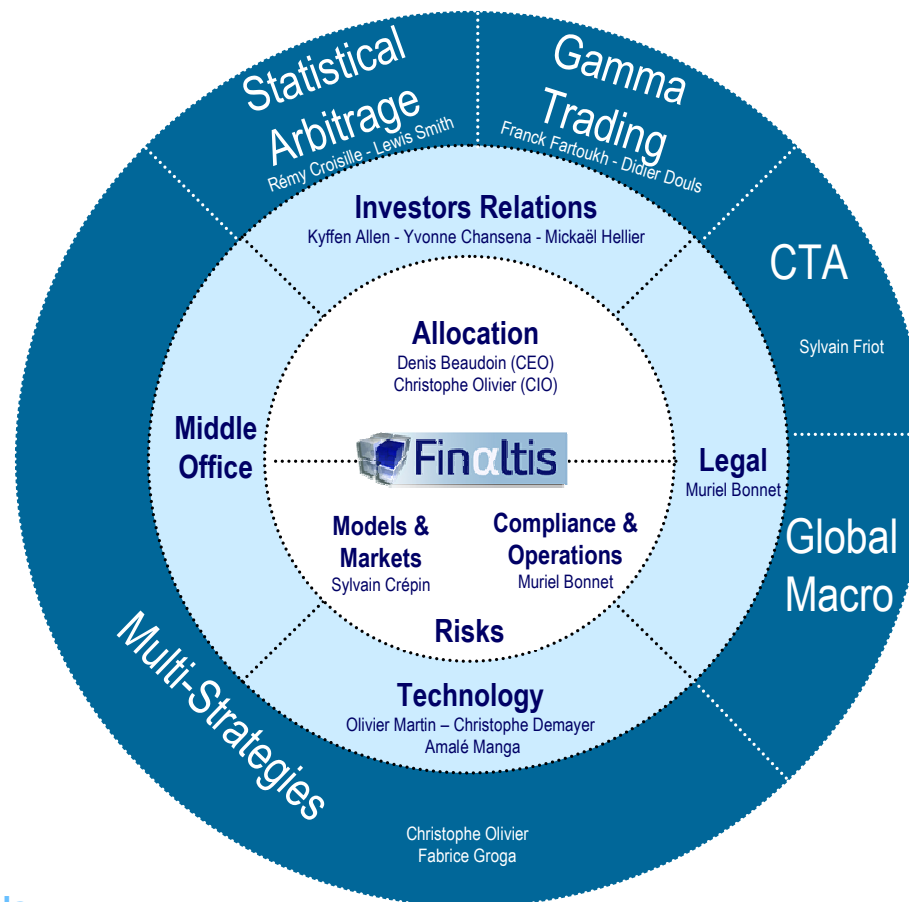 Statistical
Arbitrage
Rémy Croisille - Lewis Smith
Gamma
Trading
Franck Fartoukh - Didier Douls
CTA
Sylvain Friot
Global
Macro
Multi-Strategies
Christophe Olivier
Fabrice Groga
Investors Relations
Kyffen Allen - Yvonne Chansena - Mickaël Hellier
Middle
Office
Legal
Muriel Bonnet
Technology
Olivier Martin – Christophe Demayer
Amalé Manga
Allocation
Denis Beaudoin (CEO)
Christophe Olivier (CIO)
Finαltis
Models &
Markets
Sylvain Crépin
Compliance &
Operations
Muriel Bonnet
Risks